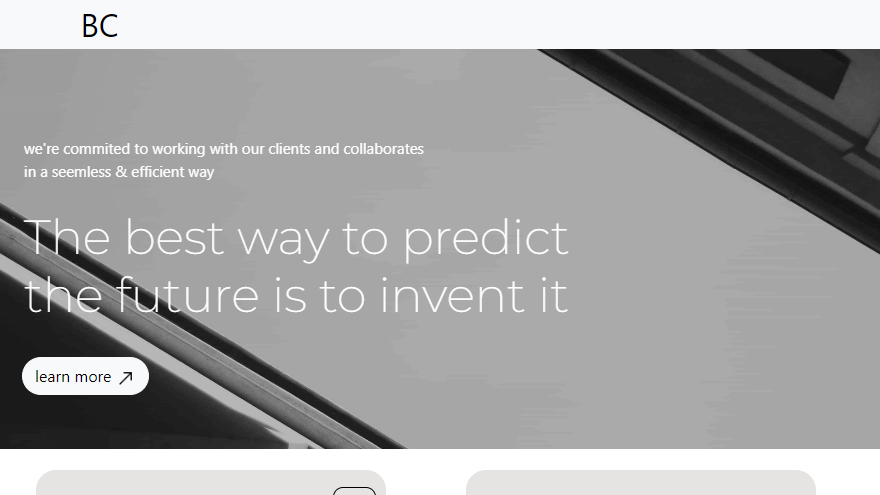 BC
we're commited to working with our clients and collaborates
in a seemless & efficient way
The best way to predict
the future is to invent it
learn more